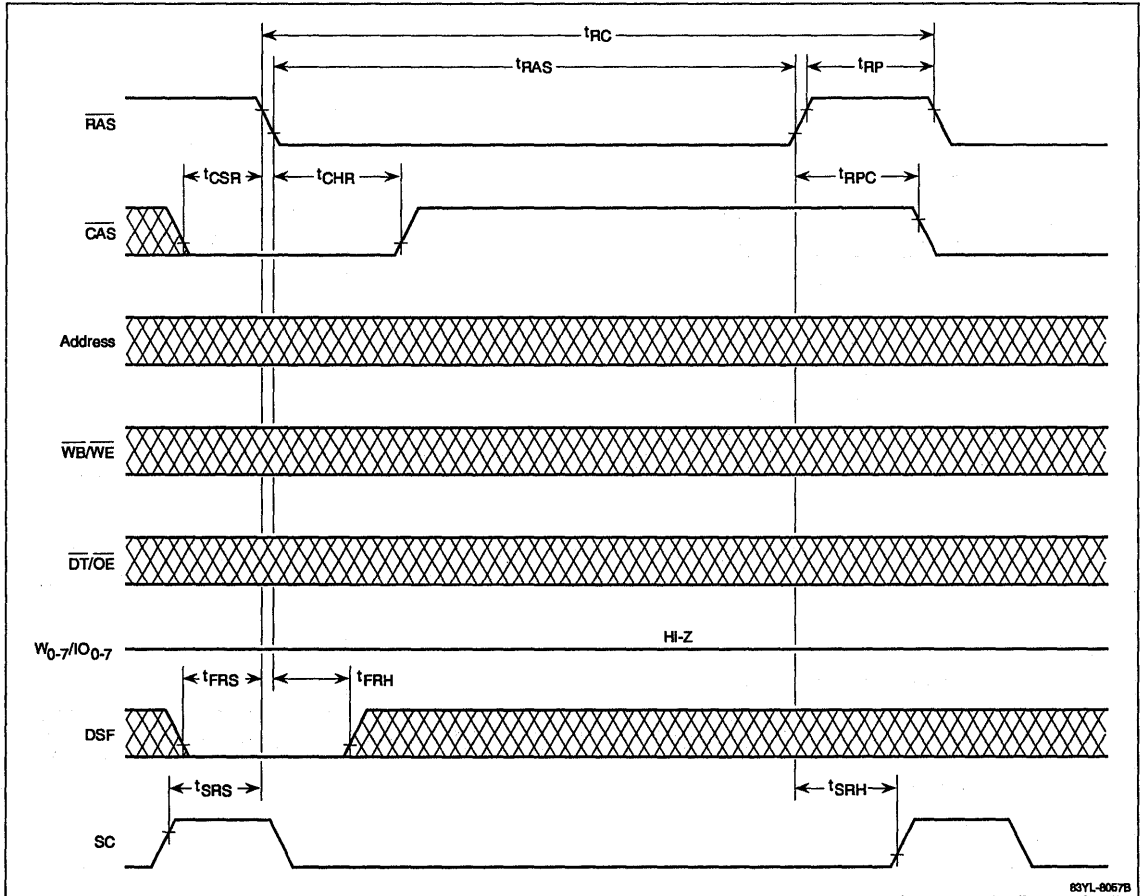 tRC
tRAS
tRP
RAS
tCSR
tCHR
tRPC
CAS
Address
WB/WE
DT/OE
W0-7/IO0-7
HI-Z
tFRS
tFRH
DSF
tSRS
tSRH
SC
83YL-8057B